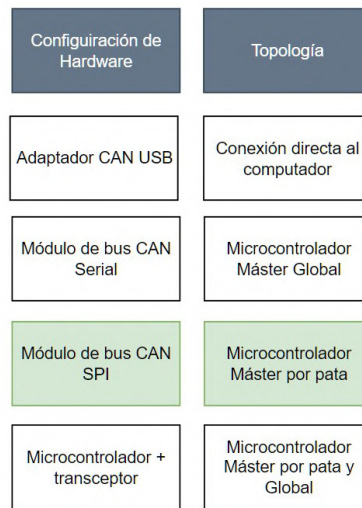 Configuiración de
Hardware
Topología
Adaptador CAN USB
Conexión directa al
computador
Módulo de bus CAN
Serial
Microcontrolador
Máster Global
Módulo de bus CAN
SPI
Microcontrolador
Máster por pata
Microcontrolador +
transceptor
Microcontrolador
Máster por pata y
Global